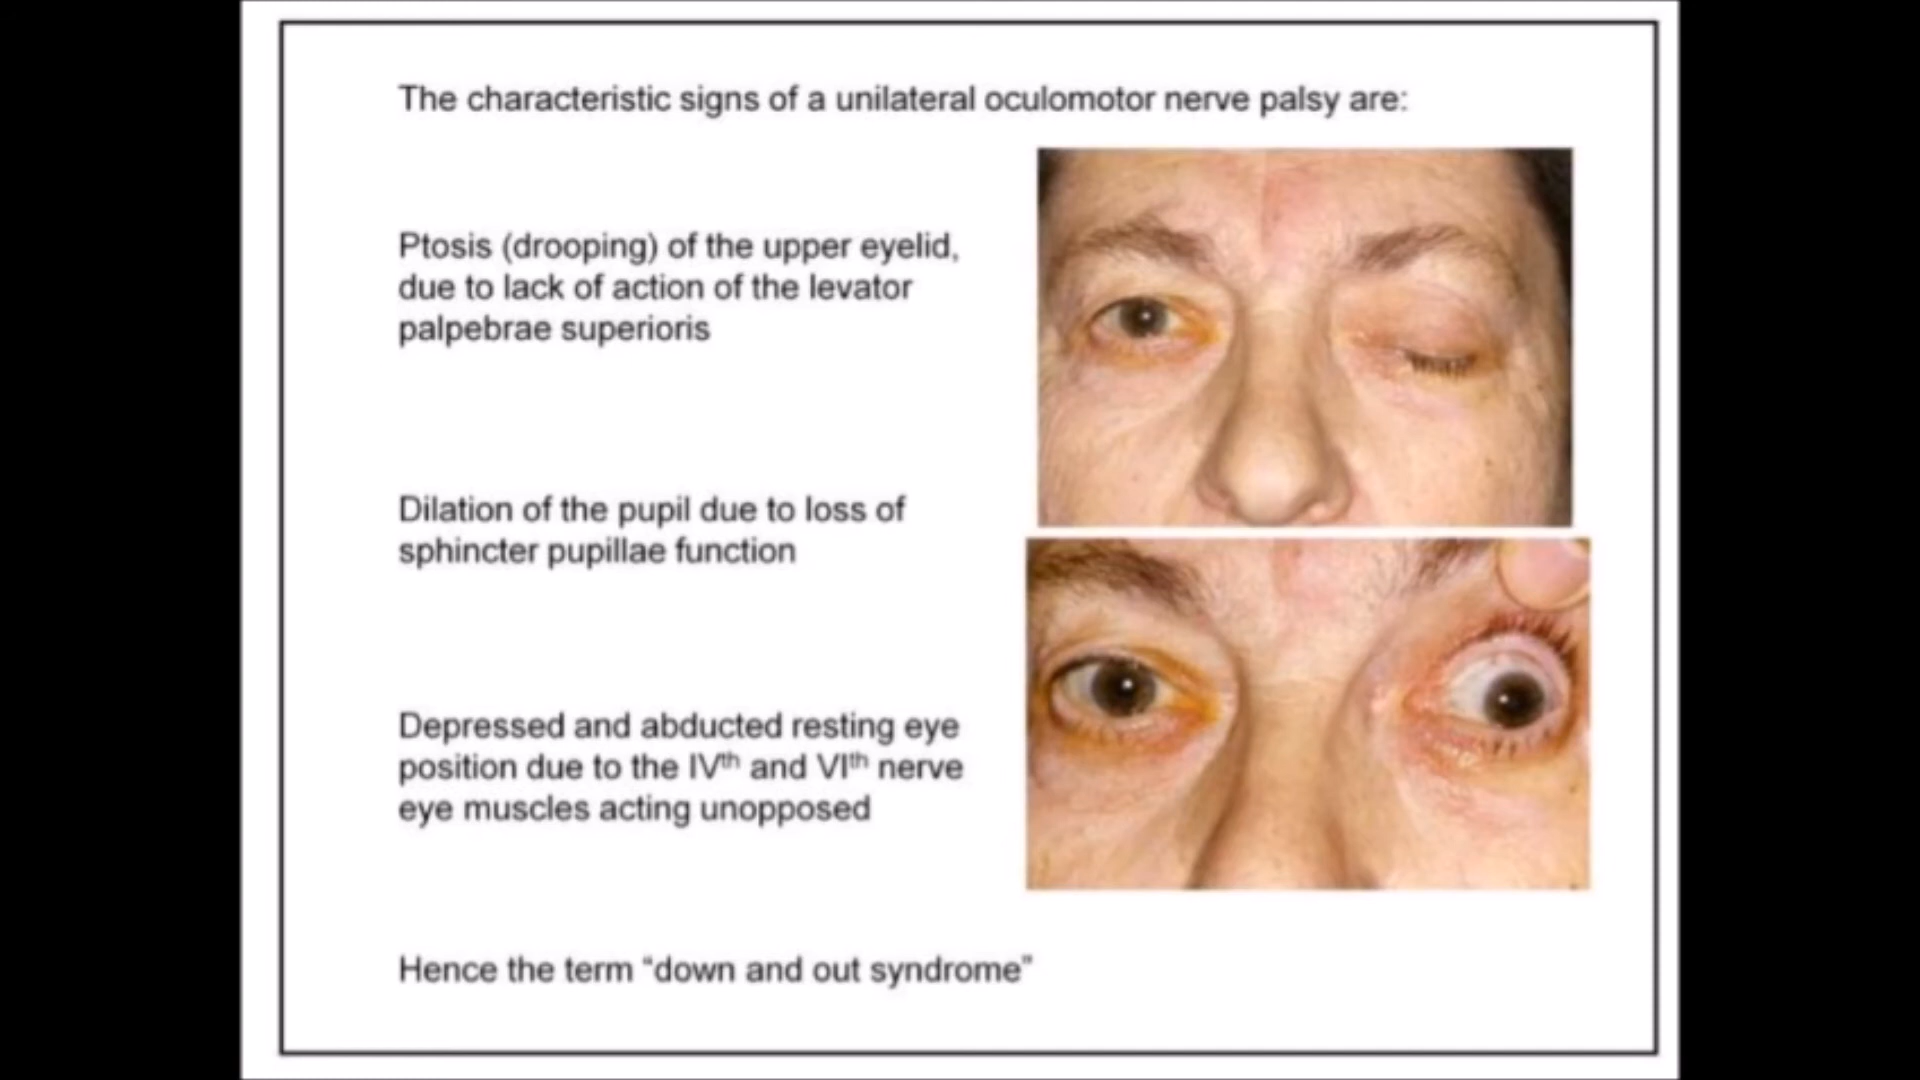 The characteristic signs of a unilateral oculomotor nerve palsy are:
Ptosis (drooping) of the upper eyelid,
due to lack of action of the levator
palpebrae superioris
Dilation of the pupil due to loss of
sphincter pupillae function
Depressed and abducted resting eye
position due to the IVth and VIth nerve
eye muscles acting unopposed
Hence the term “down and out syndrome”